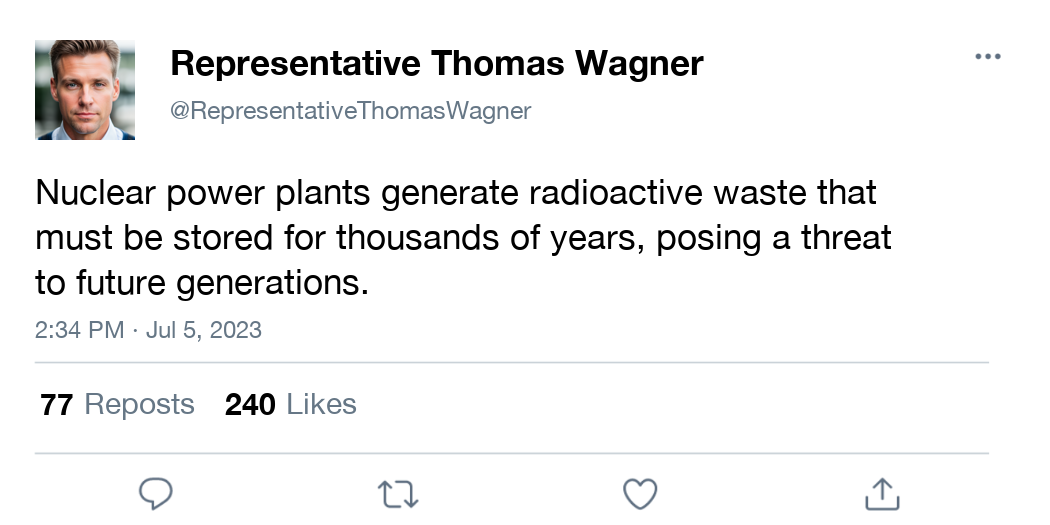 Representative Thomas Wagner
@RepresentativeThomasWagner
Nuclear power plants generate radioactive waste that
must be stored for thousands of years, posing a threat
to future generations.
2:34 PM · Jul 5, 2023
77 Reposts 240 Likes